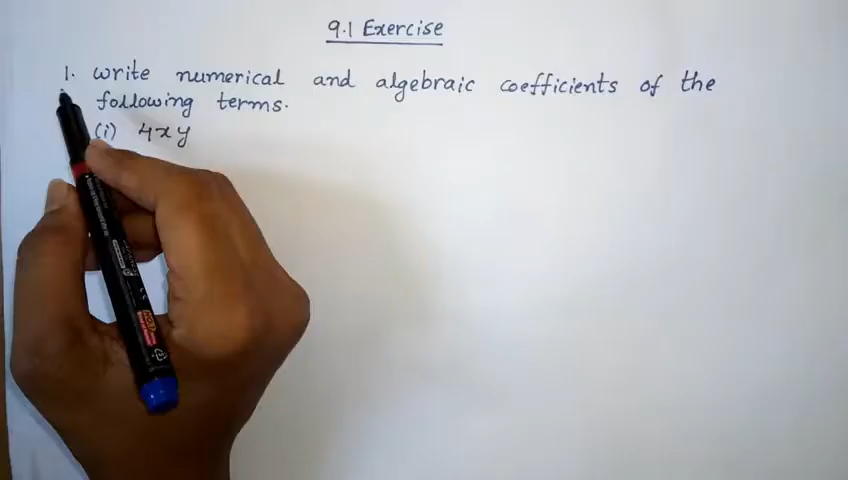 9.1 Exercise
1. write numerical and algebraic coefficients of the
following terms.
(i) 4xy